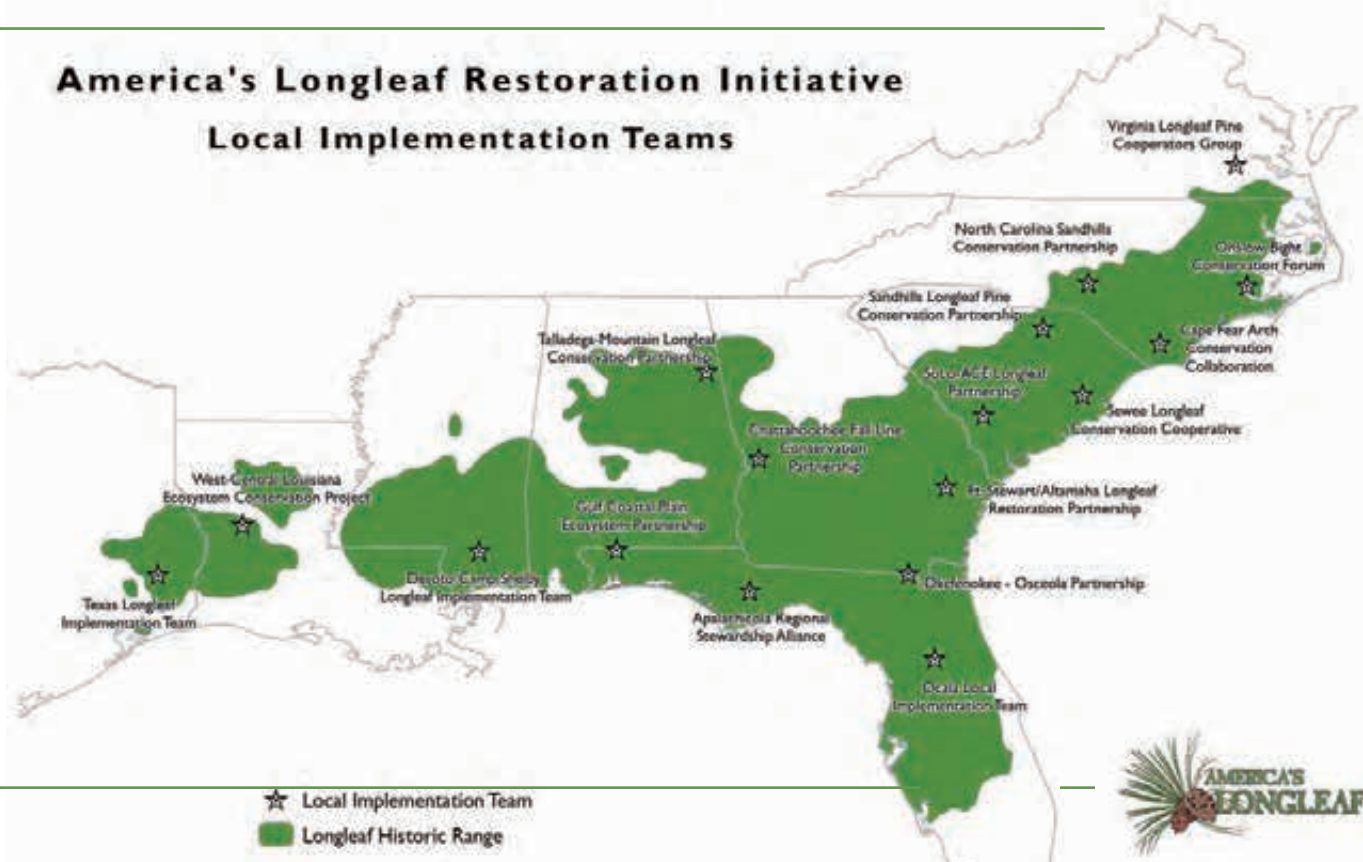 America's Longleaf Restoration Initiative
Local Implementation Teams
Virginia Longleaf Pine
Cooperators Group
North Carolina Sandhills
Conservation Partnership
Onslow Bight
Conservation Forum
Sandhills Longleaf Pine
Conservation Partnership
Talladega-Mountain Longleaf
Conservation Partnership
Cape Fear Arch
Conservation
Collaboration
SoLo-ACE Longleaf
Partnership
Sewee Longleaf
Conservation Cooperative
Chattahoochee Fall Line
Conservation
Partnership
West-Central Louisiana
Ecosystem Conservation Project
Ft. Stewart/Altamaha Longleaf
Restoration Partnership
Gulf Coastal Plain
Ecosystem Partnership
Desoto Camp Shelby
Longleaf Implementation Team
Okefenokee - Osceola Partnership
Texas Longleaf
Implementation Team
Apalachicola Regional
Stewardship Alliance
Ocala Local
Implementation Team
Local Implementation Team
Longleaf Historic Range
AMERICA'S
LONGLEAF